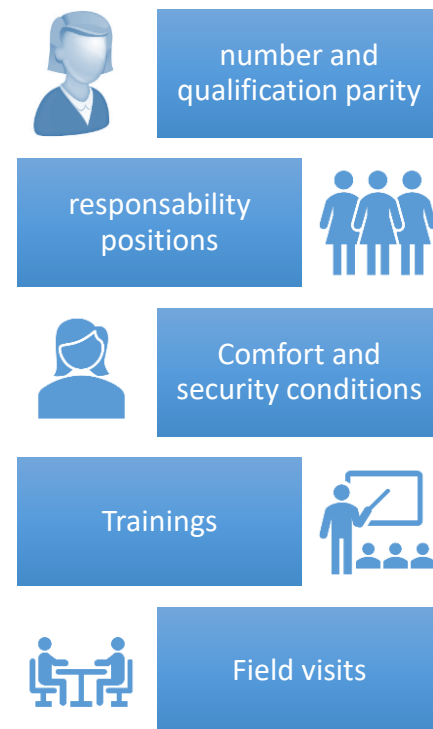 number and
qualification parity
responsability
positions
Comfort and
security conditions
Trainings
Field visits